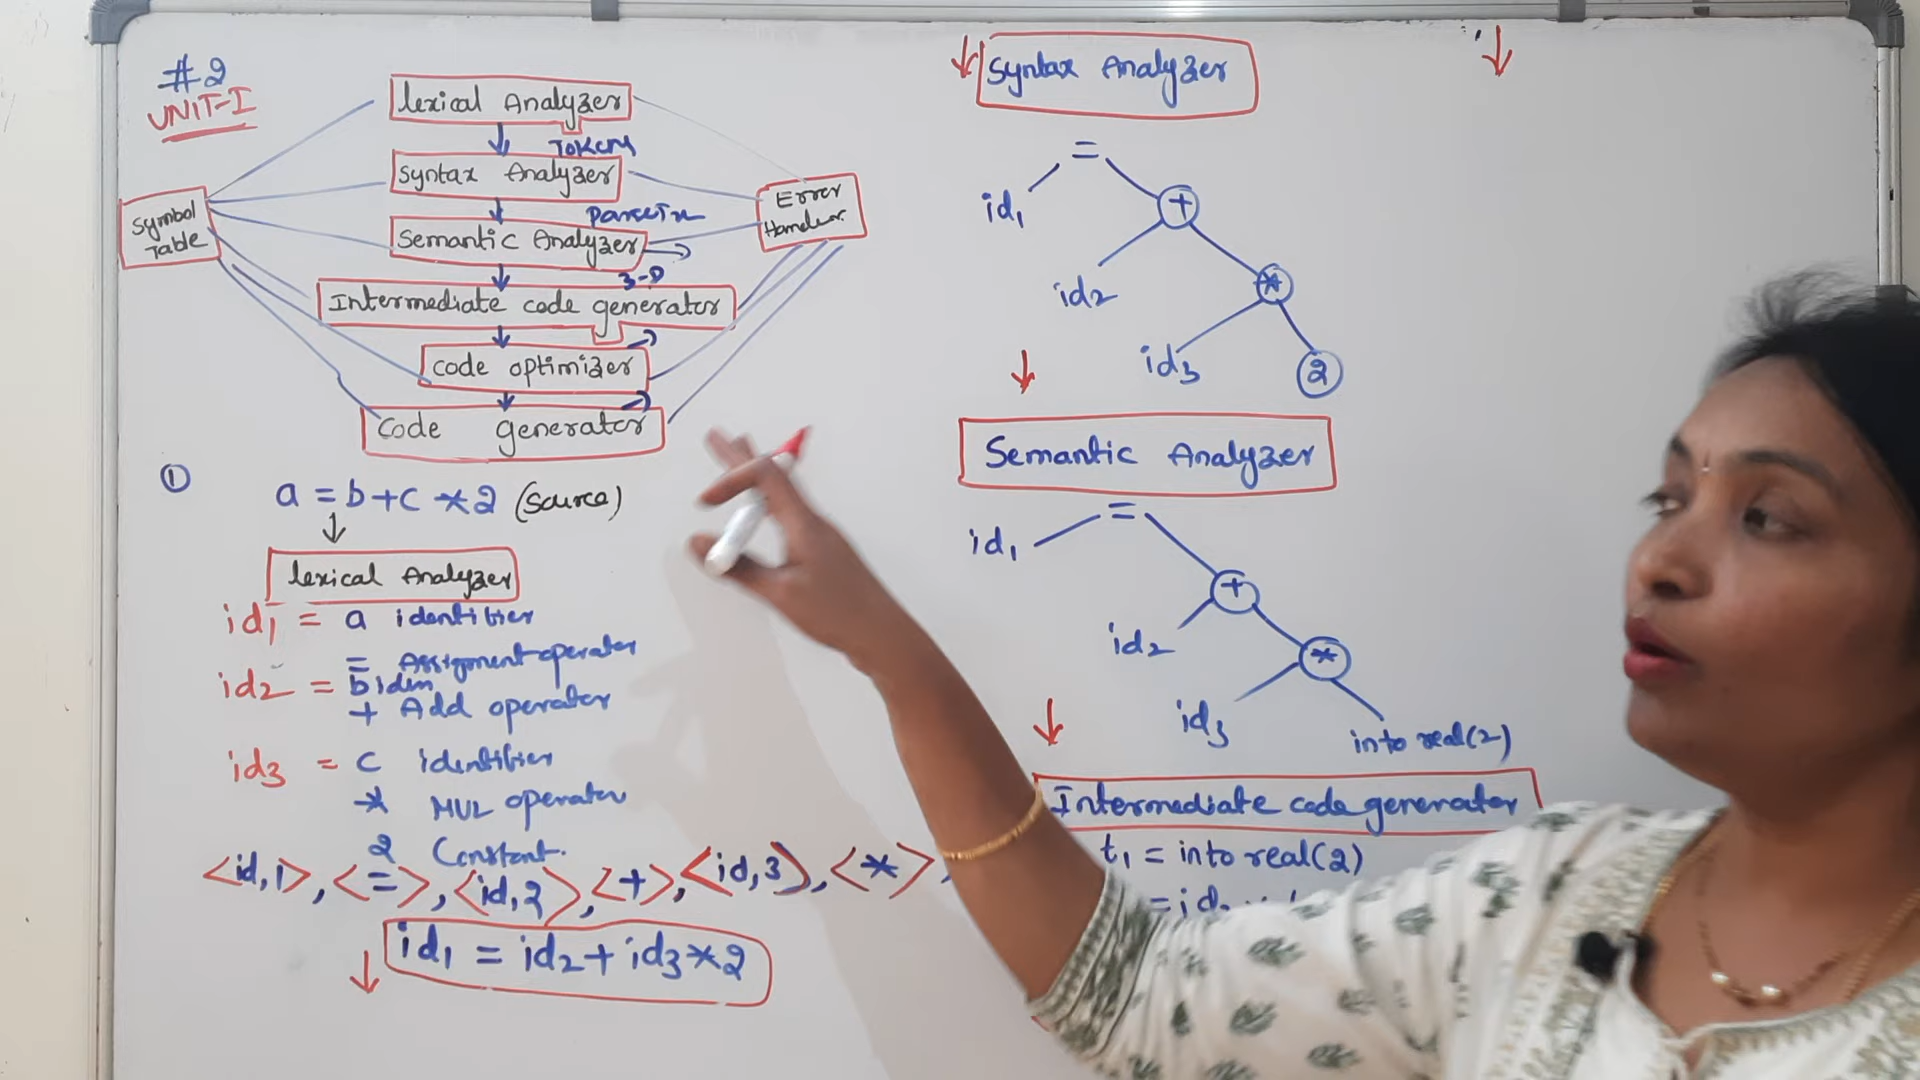 #2
UNIT-I
lexical Analyzer
Tokens
Syntax Analyzer
Semantic Analyzer
3-D
Intermediate code generator
code optimizer
Code generator
Symbol
Table
Error
①
a = b + c * 2 (Source)
lexical Analyzer
id1 = a identifier
= Assignment operator
id2 = b iden
+ Add operator
id3 = c identifier
* MUL operator
2 Constant.
<id,1>, <=>, <id,2>, <+>, <id,3>, <*>,
id1 = id2 + id3 * 2
Syntax Analyzer
=
id1 +
id2 *
id3 2
Semantic Analyzer
=
id1 +
id2 *
id3 into real(2)
Intermediate code generator
t1 = into real(2)